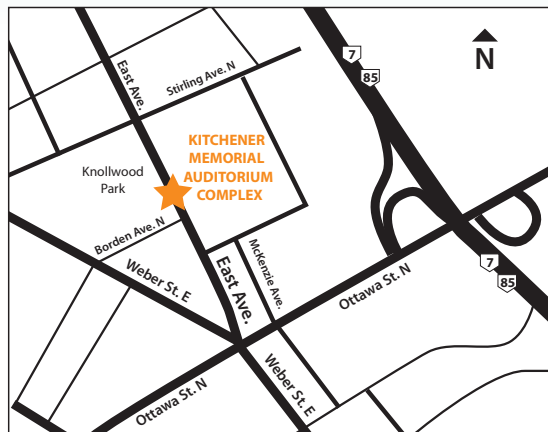 7
85
N
East Ave.
Stirling Ave. N
KITCHENER
MEMORIAL
AUDITORIUM
COMPLEX
Knollwood
Park
Borden Ave. N
Weber St. E
East Ave.
McKenzie Ave.
Ottawa St. N
7
85
Weber St. E
Ottawa St. N